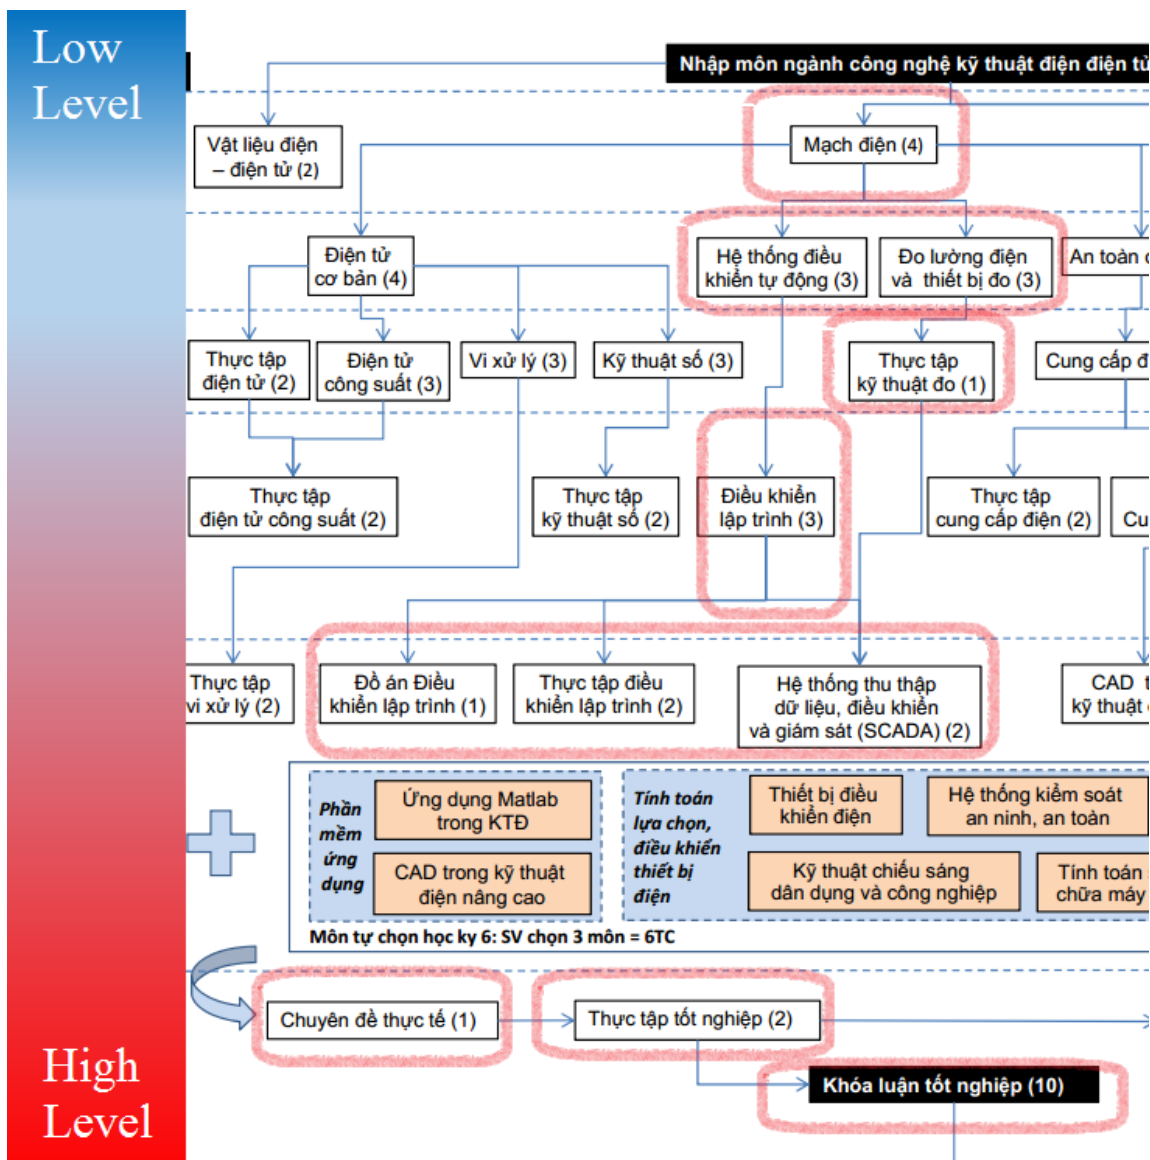 Low
Level
Nhập môn ngành công nghệ kỹ thuật điện điện tử
Vật liệu điện
– điện tử (2)
Mạch điện (4)
Điện tử
cơ bản (4)
Hệ thống điều
khiển tự động (3)
Đo lường điện
và thiết bị đo (3)
An toàn
Thực tập
điện tử (2)
Điện tử
công suất (3)
Vi xử lý (3)
Kỹ thuật số (3)
Thực tập
kỹ thuật đo (1)
Cung cấp
Thực tập
điện tử công suất (2)
Thực tập
kỹ thuật số (2)
Điều khiển
lập trình (3)
Thực tập
cung cấp điện (2)
Thực tập
vi xử lý (2)
Đồ án Điều
khiển lập trình (1)
Thực tập điều
khiển lập trình (2)
Hệ thống thu thập
dữ liệu, điều khiển
và giám sát (SCADA) (2)
CAD
kỹ thuật
Phần
mềm
ứng
dụng
Ứng dụng Matlab
trong KTĐ
CAD trong kỹ thuật
điện nâng cao
Tính toán
lựa chọn,
điều khiển
thiết bị
điện
Thiết bị điều
khiển điện
Hệ thống kiểm soát
an ninh, an toàn
Kỹ thuật chiếu sáng
dân dụng và công nghiệp
Tính toán
chữa máy
Môn tự chọn học kỳ 6: SV chọn 3 môn = 6TC
Chuyên đề thực tế (1)
Thực tập tốt nghiệp (2)
Khóa luận tốt nghiệp (10)
High
Level